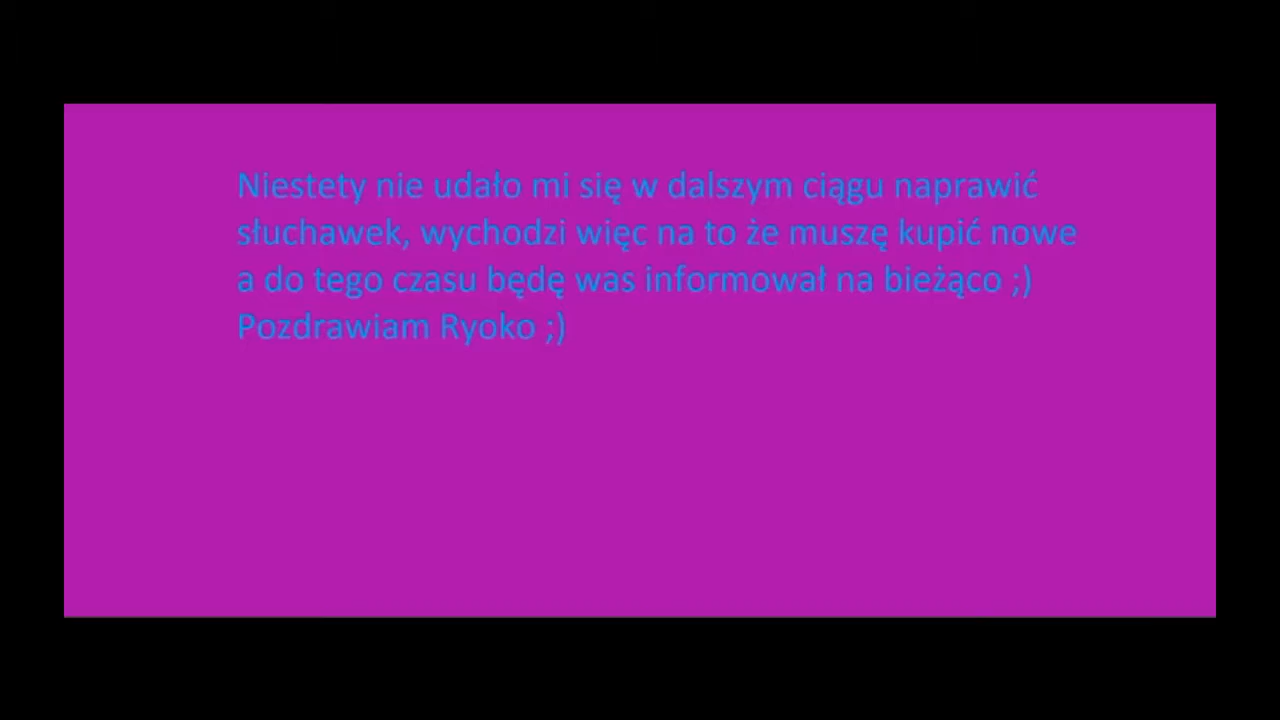 Niestety nie udało mi się w dalszym ciągu naprawić
słuchawek, wychodzi więc na to że muszę kupić nowe
a do tego czasu będę was informował na bieżąco ;)
Pozdrawiam Ryoko ;)